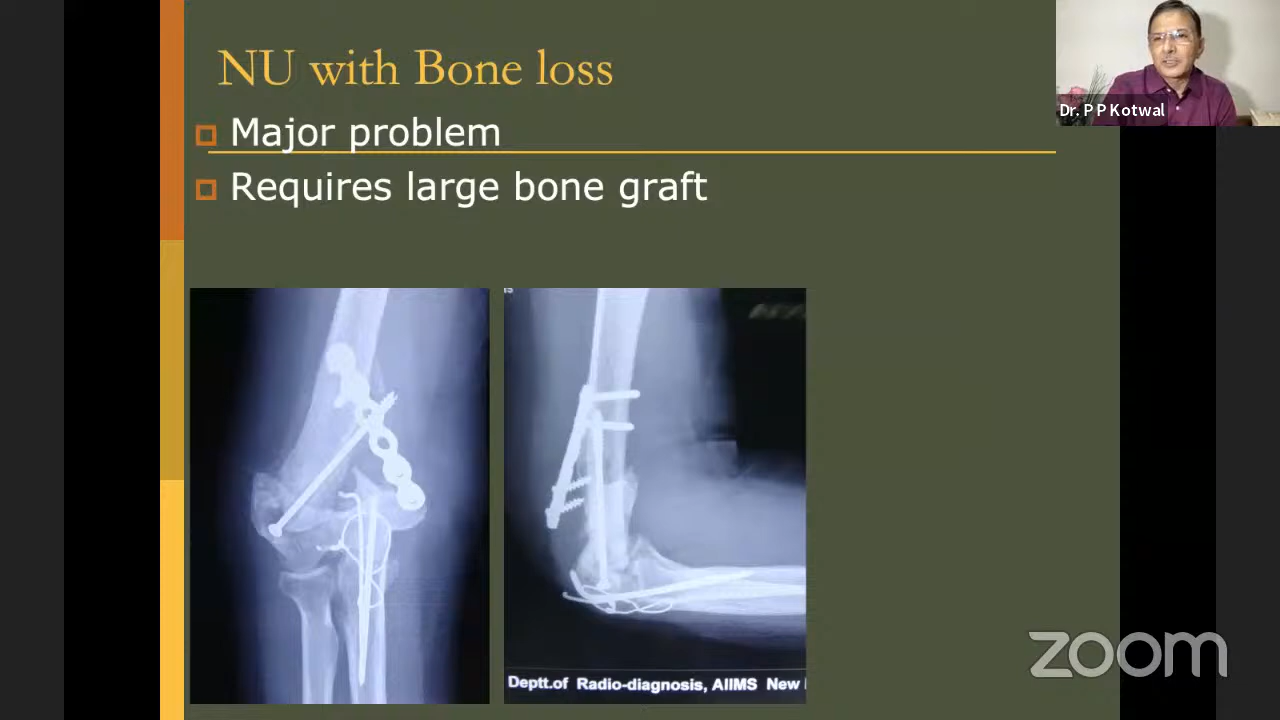 NU with Bone loss
Major problem
Requires large bone graft
Dr. P P Kotwal
Deptt.of Radio-diagnosis, AIIMS New
zoom